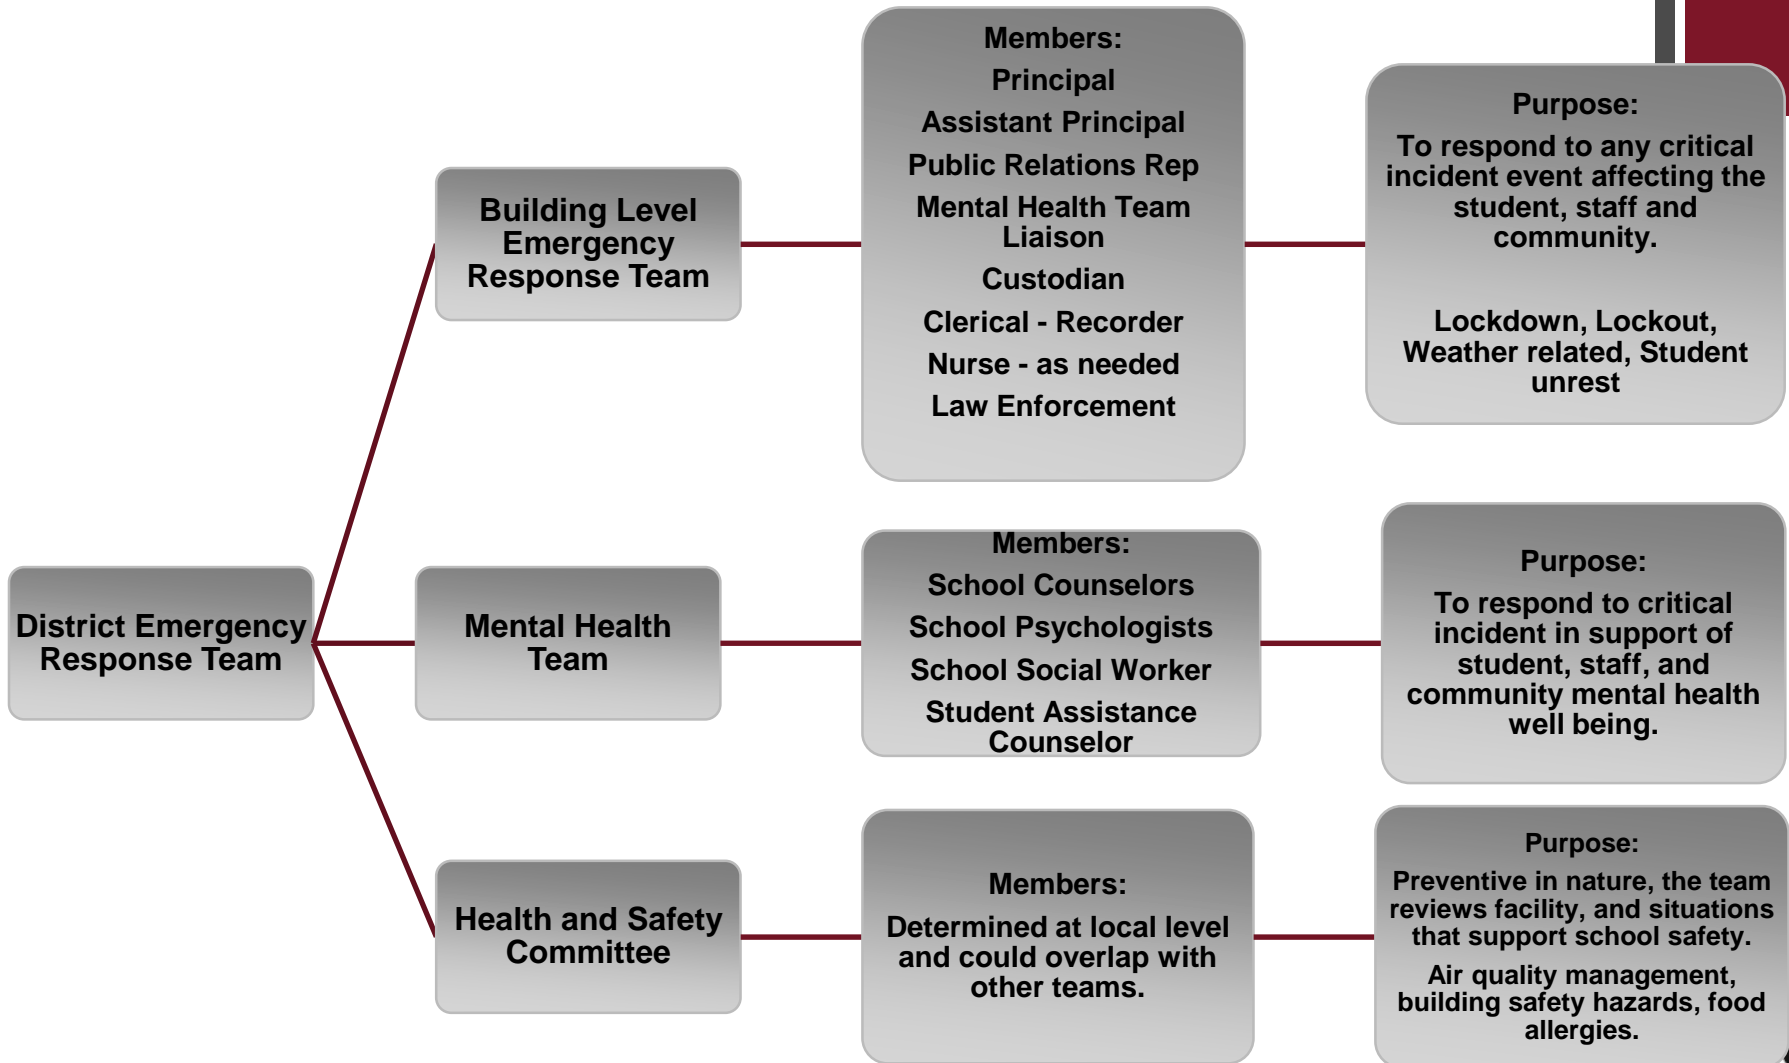 District Emergency
Response Team
Building Level
Emergency
Response Team
Members:
Principal
Assistant Principal
Public Relations Rep
Mental Health Team
Liaison
Custodian
Clerical - Recorder
Nurse - as needed
Law Enforcement
Purpose:
To respond to any critical
incident event affecting the
student, staff and
community.
Lockdown, Lockout,
Weather related, Student
unrest
Mental Health
Team
Members:
School Counselors
School Psychologists
School Social Worker
Student Assistance
Counselor
Purpose:
To respond to critical
incident in support of
student, staff, and
community mental health
well being.
Health and Safety
Committee
Members:
Determined at local level
and could overlap with
other teams.
Purpose:
Preventive in nature, the team
reviews facility, and situations
that support school safety.
Air quality management,
building safety hazards, food
allergies.